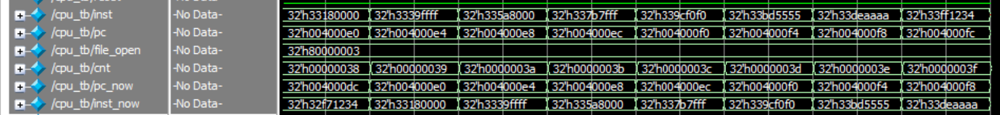 /cpu_tb/inst -No Data- 32'h33180000 32'h3339ffff 32'h335a8000 32'h337b7fff 32'h339cf0f0 32'h33bd5555 32'h33deaaaa 32'h33ff1234
/cpu_tb/pc -No Data- 32'h004000e0 32'h004000e4 32'h004000e8 32'h004000ec 32'h004000f0 32'h004000f4 32'h004000f8 32'h004000fc
/cpu_tb/file_open -No Data- 32'h80000003
/cpu_tb/cnt -No Data- 32'h00000038 32'h00000039 32'h0000003a 32'h0000003b 32'h0000003c 32'h0000003d 32'h0000003e 32'h0000003f
/cpu_tb/pc_now -No Data- 32'h004000dc 32'h004000e0 32'h004000e4 32'h004000e8 32'h004000ec 32'h004000f0 32'h004000f4 32'h004000f8
/cpu_tb/inst_now -No Data- 32'h32f71234 32'h33180000 32'h3339ffff 32'h335a8000 32'h337b7fff 32'h339cf0f0 32'h33bd5555 32'h33deaaaa